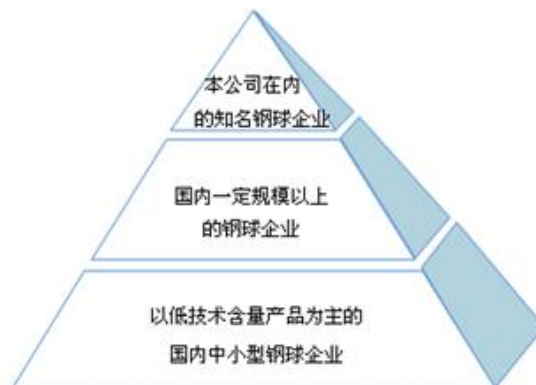 本公司在内
的知名钢球企业
国内一定规模以上
的钢球企业
以低技术含量产品为主的
国内中小型钢球企业